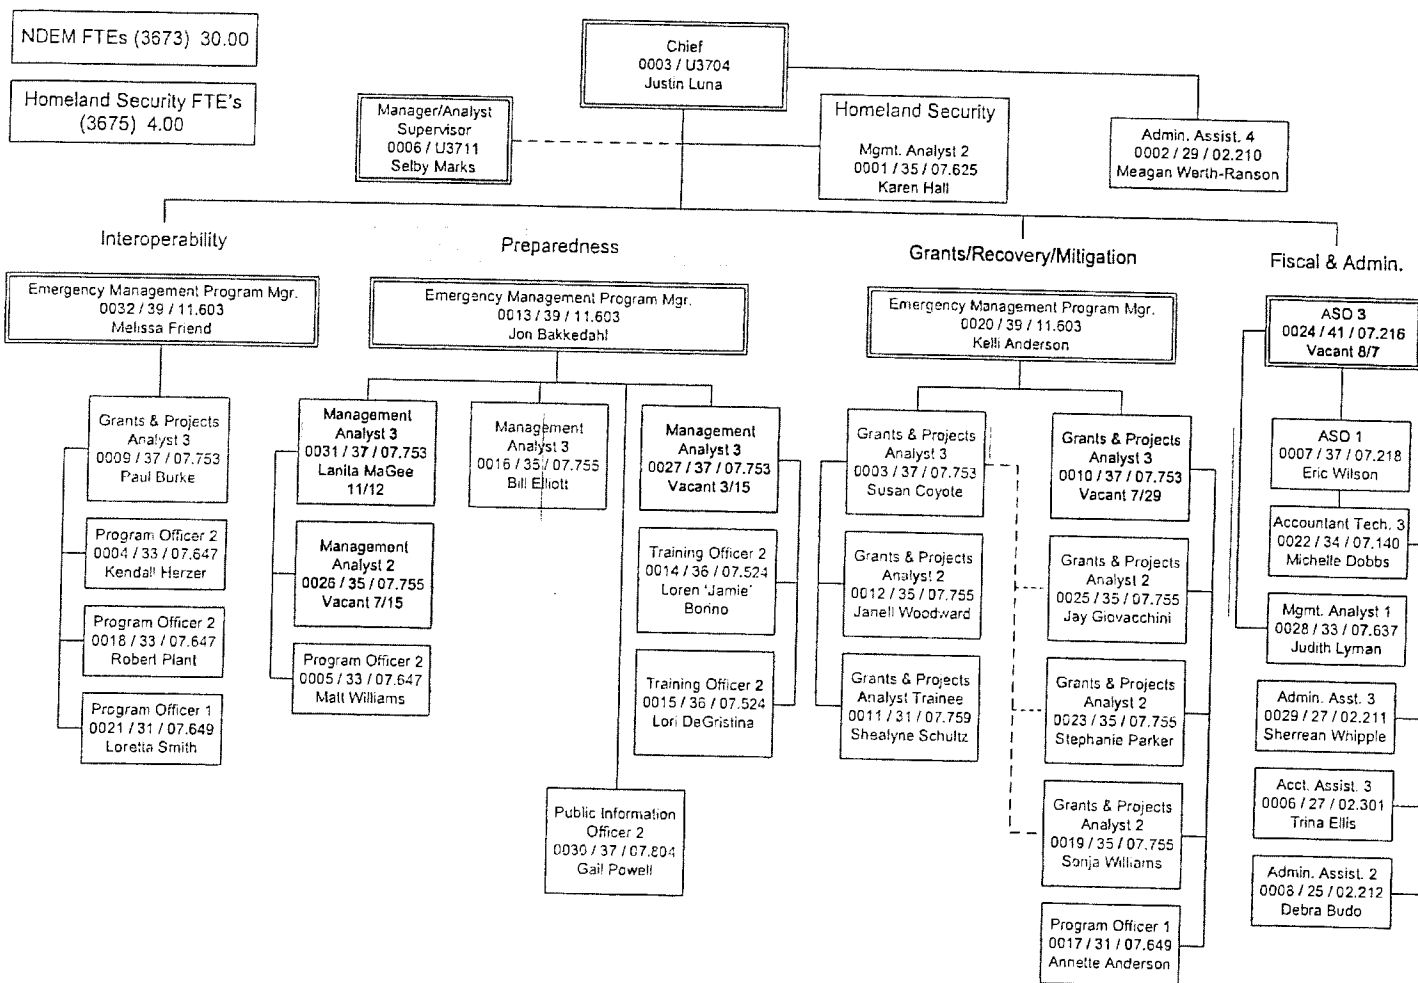 NDEM FTEs (3673) 30.00
Homeland Security FTE's
(3675) 4.00
Chief
0003 / U3704
Justin Luna
Manager/Analyst
Supervisor
0006 / U3711
Selby Marks
Homeland Security
Mgmt. Analyst 2
0001 / 35 / 07.625
Karen Hall
Admin. Assist. 4
0002 / 29 / 02.210
Meagan Werth-Ranson
Interoperability
Preparedness
Grants/Recovery/Mitigation
Fiscal & Admin.
Emergency Management Program Mgr.
0032 / 39 / 11.603
Melissa Friend
Emergency Management Program Mgr.
0013 / 39 / 11.603
Jon Bakkedahl
Emergency Management Program Mgr.
0020 / 39 / 11.603
Kelli Anderson
ASO 3
0024 / 41 / 07.216
Vacant 8/7
Grants & Projects
Analyst 3
0009 / 37 / 07.753
Paul Burke
Program Officer 2
0004 / 33 / 07.647
Kendall Herzer
Program Officer 2
0018 / 33 / 07.647
Robert Plant
Program Officer 1
0021 / 31 / 07.649
Loretta Smith
Management
Analyst 3
0031 / 37 / 07.753
Lanita MaGee
11/12
Management
Analyst 2
0026 / 35 / 07.755
Vacant 7/15
Program Officer 2
0005 / 33 / 07.647
Matt Williams
Management
Analyst 3
0016 / 35 / 07.755
Bill Elliott
Management
Analyst 3
0027 / 37 / 07.753
Vacant 3/15
Training Officer 2
0014 / 36 / 07.524
Loren 'Jamie'
Borino
Training Officer 2
0015 / 36 / 07.524
Lori DeGristina
Public Information
Officer 2
0030 / 37 / 07.804
Gail Powell
Grants & Projects
Analyst 3
0003 / 37 / 07.753
Susan Coyote
Grants & Projects
Analyst 2
0012 / 35 / 07.755
Janell Woodward
Grants & Projects
Analyst Trainee
0011 / 31 / 07.759
Shealyne Schultz
Grants & Projects
Analyst 3
0010 / 37 / 07.753
Vacant 7/29
Grants & Projects
Analyst 2
0025 / 35 / 07.755
Jay Giovacchini
Grants & Projects
Analyst 2
0023 / 35 / 07.755
Stephanie Parker
Grants & Projects
Analyst 2
0019 / 35 / 07.755
Sonja Williams
Program Officer 1
0017 / 31 / 07.649
Annette Anderson
ASO 1
0007 / 37 / 07.218
Eric Wilson
Accountant Tech. 3
0022 / 34 / 07.140
Michelle Dobbs
Mgmt. Analyst 1
0028 / 33 / 07.637
Judith Lyman
Admin. Asst. 3
0029 / 27 / 02.211
Sherrean Whipple
Acct. Assist. 3
0006 / 27 / 02.301
Trina Ellis
Admin. Assist. 2
0008 / 25 / 02.212
Debra Budo